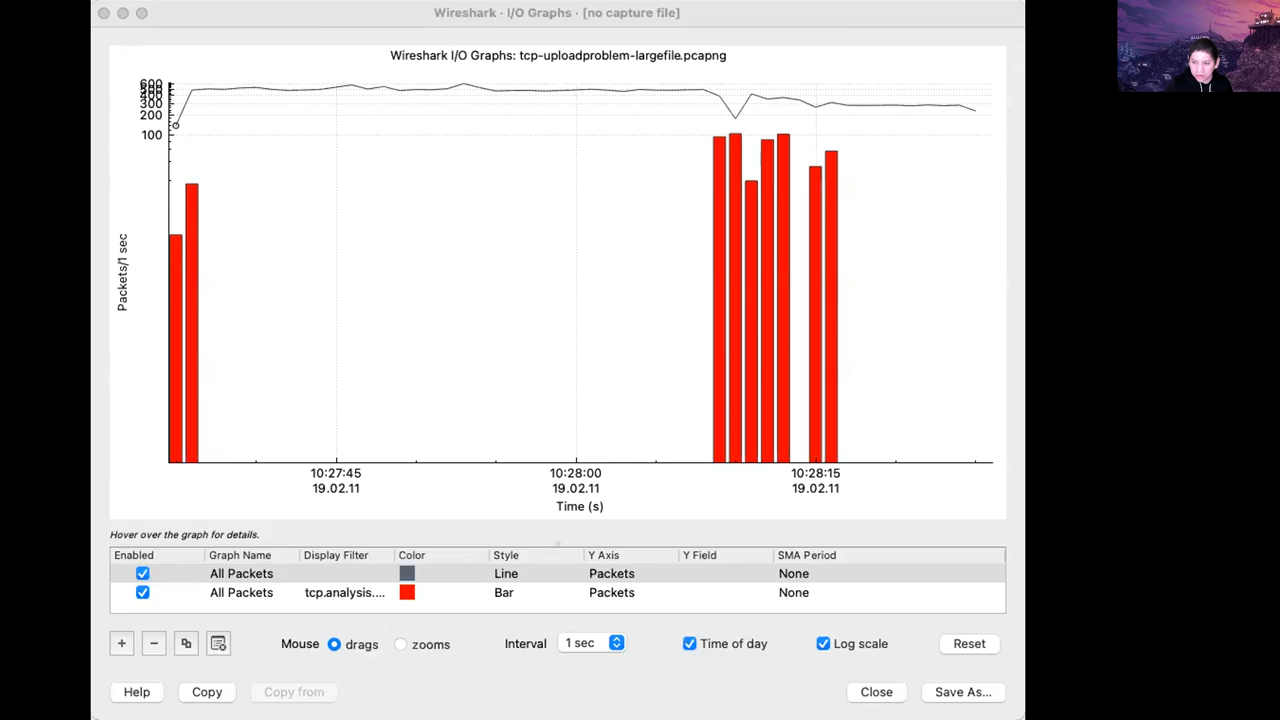 Wireshark · I/O Graphs · [no capture file]
Wireshark I/O Graphs: tcp-uploadproblem-largefile.pcapng
600
300
200
100
Packets/1 sec
10:27:45 10:28:00 10:28:15
19.02.11 19.02.11 19.02.11
Time (s)
Hover over the graph for details.
Enabled Graph Name Display Filter Color Style Y Axis Y Field SMA Period
All Packets Line Packets None
All Packets tcp.analysis.... Bar Packets None
+ − Mouse drags zooms Interval 1 sec Time of day Log scale Reset
Help Copy Copy from Close Save As...